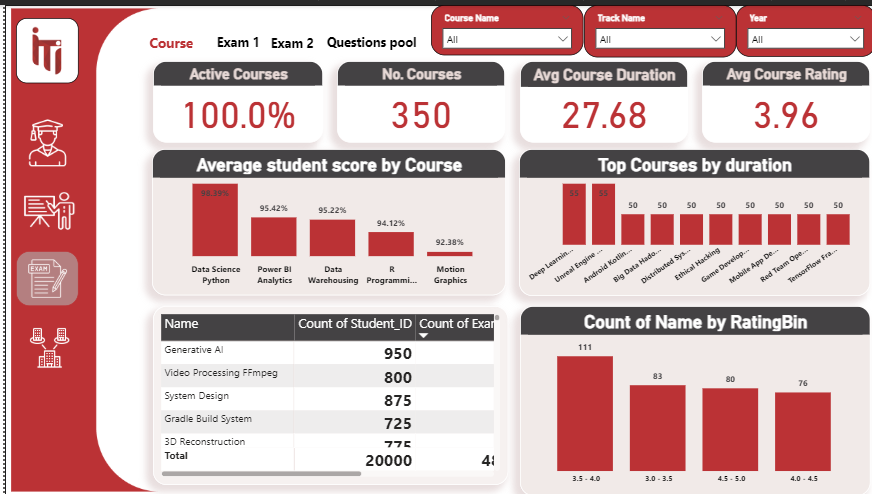 iTi
Course Name
Track Name
Year
All
All
All
Course
Exam 1
Exam 2
Questions pool
Active Courses
No. Courses
Avg Course Duration
Avg Course Rating
100.0%
350
27.68
3.96
Average student score by Course
95.42%
95.22%
94.12%
92.38%
Data Science Python
Power BI Analytics
Data Warehousing
R Programmi...
Motion Graphics
Top Courses by duration
55
55
50
50
50
50
50
50
50
50
Deep Learnin...
Unreal Engine ...
Android Kotlin...
Big Data Hado...
Distributed Sys...
Ethical Hacking
Game Develop...
Mobile App De...
Red Team Ope...
TensorFlow Fra...
Name
Count of Student_ID
Count of Exar
Generative AI
950
Video Processing FFmpeg
800
System Design
875
Gradle Build System
725
3D Reconstruction
775
Total
20000
48
EXAM
Count of Name by RatingBin
111
83
80
76
3.5 - 4.0
3.0 - 3.5
4.5 - 5.0
4.0 - 4.5